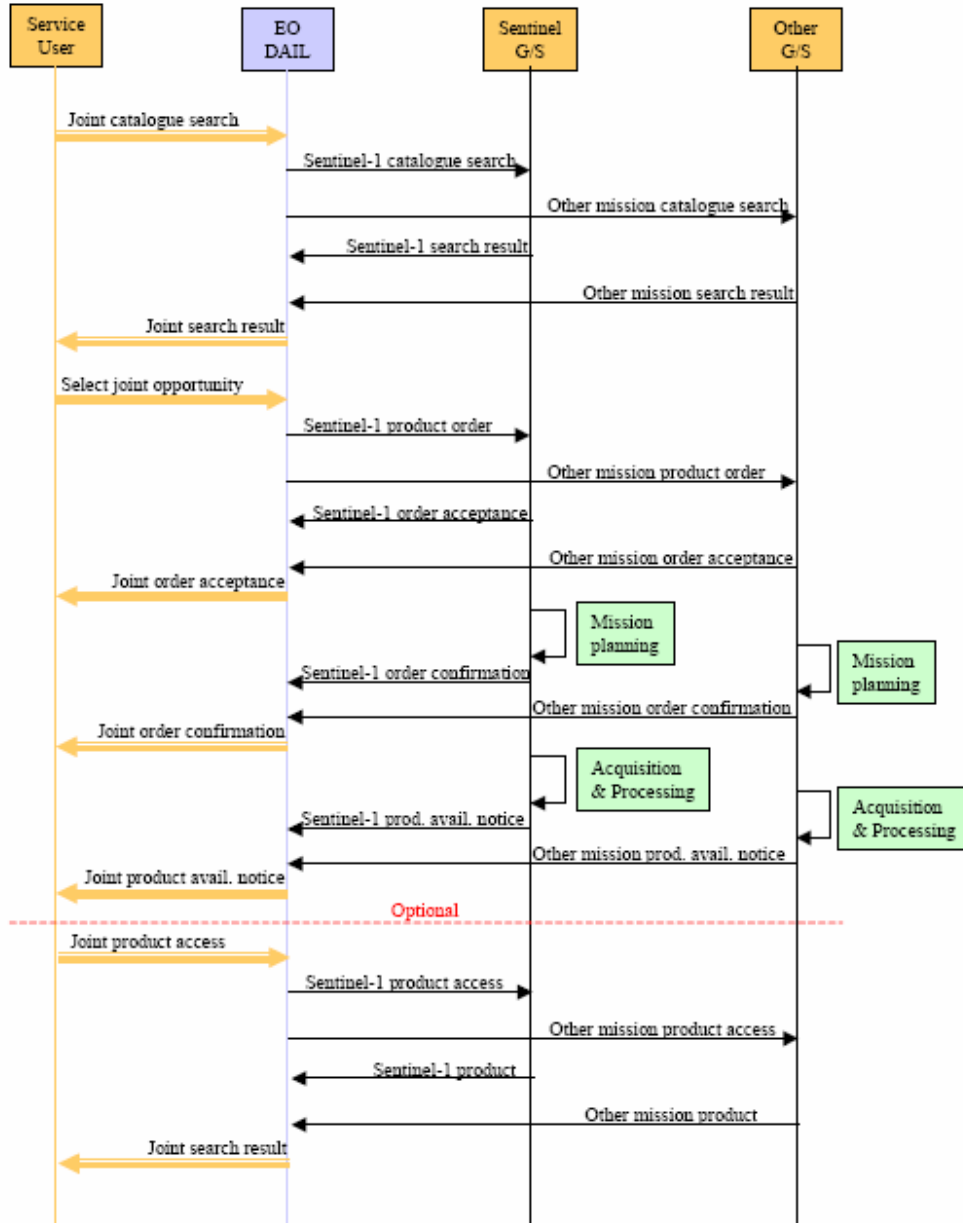 Service
User
EO
DAIL
Sentinel
G/S
Other
G/S
Joint catalogue search
Sentinel-1 catalogue search
Other mission catalogue search
Sentinel-1 search result
Other mission search result
Joint search result
Select joint opportunity
Sentinel-1 product order
Other mission product order
Sentinel-1 order acceptance
Other mission order acceptance
Joint order acceptance
Mission
planning
Mission
planning
Sentinel-1 order confirmation
Other mission order confirmation
Joint order confirmation
Acquisition
& Processing
Acquisition
& Processing
Sentinel-1 prod. avail. notice
Other mission prod. avail. notice
Joint product avail. notice
Optional
Joint product access
Sentinel-1 product access
Other mission product access
Sentinel-1 product
Other mission product
Joint search result